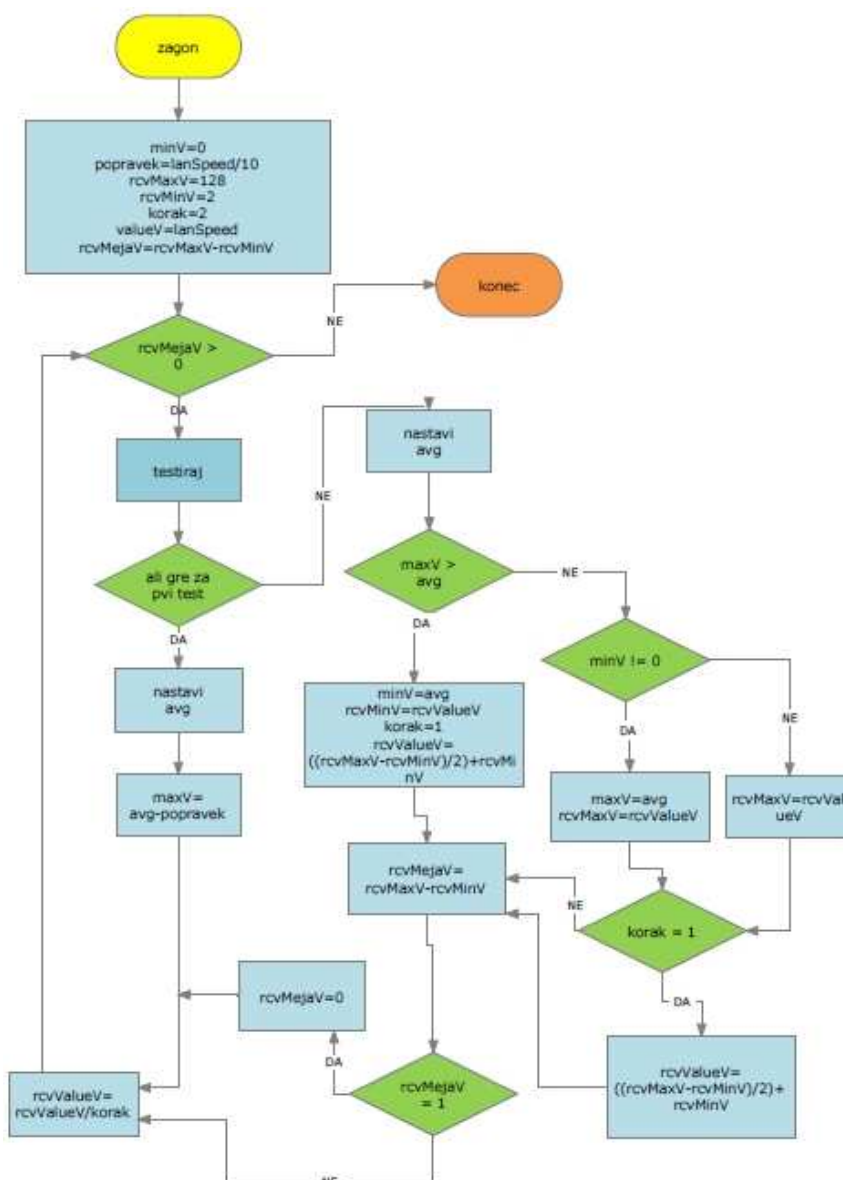 zagon
minV=0
popravek=lanSpeed/10
rcvMaxV=128
rcvMinV=2
korak=2
valueV=lanSpeed
rcvMejaV=rcvMaxV-rcvMinV
konec
NE
rcvMejaV >
0
DA
testiraj
nastavi
avg
NE
ali gre za
pvi test
maxV >
avg
NE
DA
DA
minV != 0
nastavi
avg
minV=avg
rcvMinV=rcvValueV
korak=1
rcvValueV=
((rcvMaxV-rcvMinV)/2)+rcvMi
nV
DA
NE
maxV=
avg-popravek
maxV=avg
rcvMaxV=rcvValueV
rcvMaxV=rcvVal
ueV
rcvMejaV=
rcvMaxV-rcvMinV
NE
korak = 1
rcvMejaV=0
DA
DA
rcvValueV=
rcvValueV/korak
rcvMejaV
= 1
rcvValueV=
((rcvMaxV-rcvMinV)/2)+
rcvMinV
NE